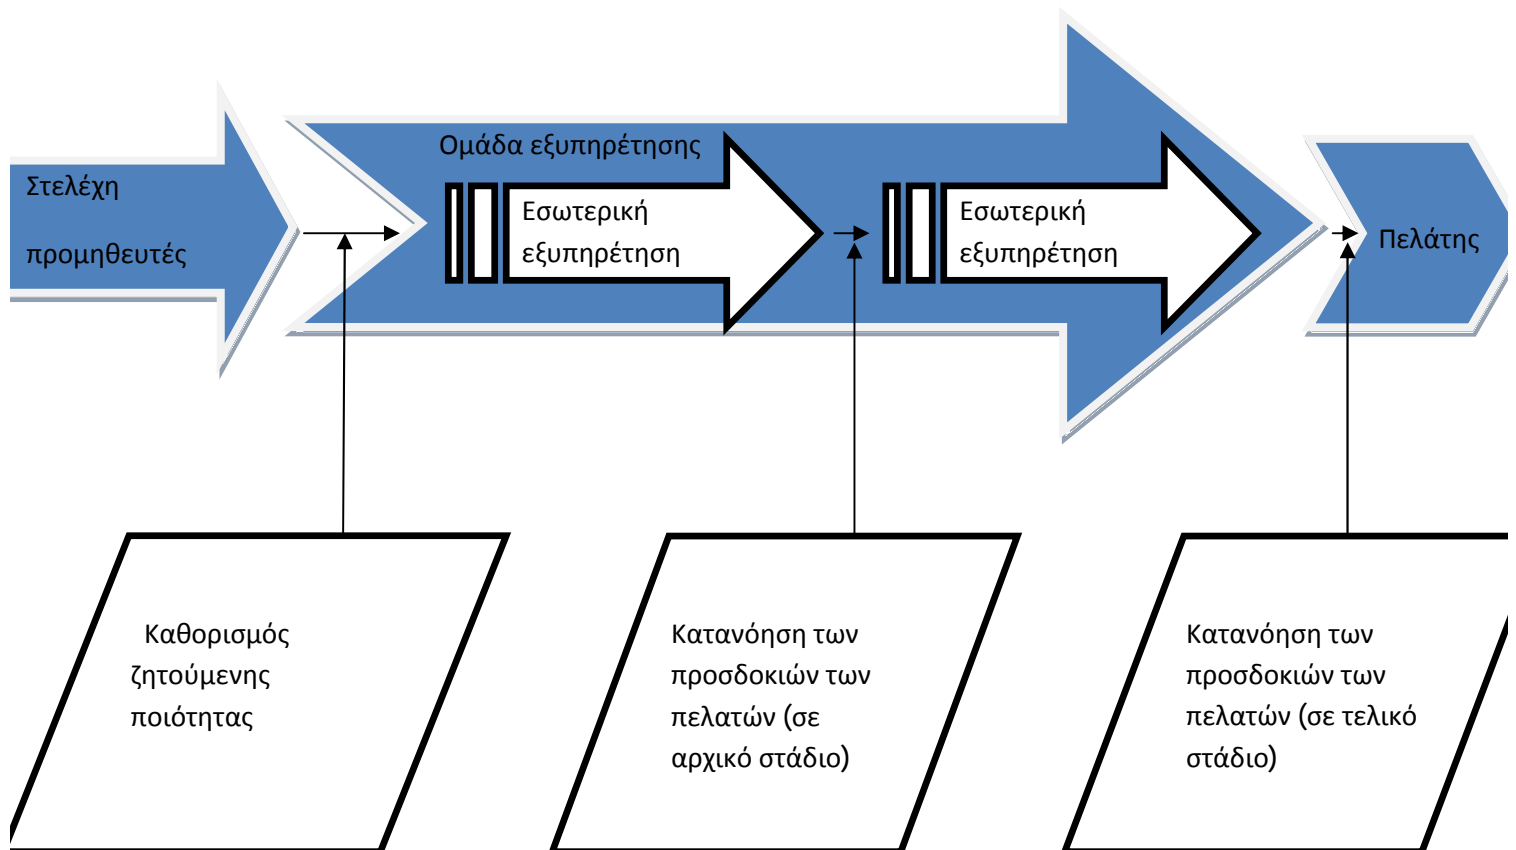 Ομάδα εξυπηρέτησης
Στελέχη
προμηθευτές
Εσωτερική
εξυπηρέτηση
Εσωτερική
εξυπηρέτηση
Πελάτης
Καθορισμός
ζητούμενης
ποιότητας
Κατανόηση των
προσδοκιών των
πελατών (σε
αρχικό στάδιο)
Κατανόηση των
προσδοκιών των
πελατών (σε τελικό
στάδιο)